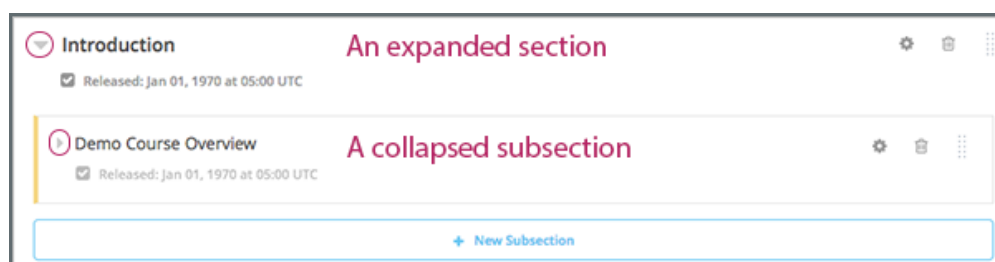 Introduction An expanded section
Released: Jan 01, 1970 at 05:00 UTC
Demo Course Overview A collapsed subsection
Released: Jan 01, 1970 at 05:00 UTC
+ New Subsection